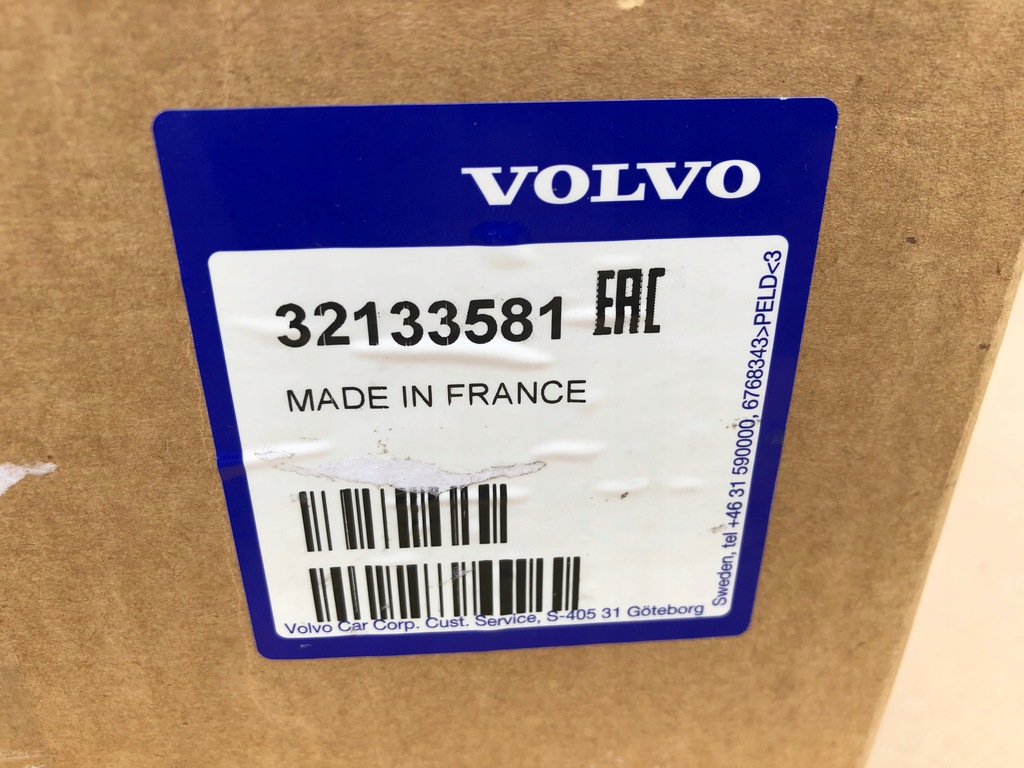 VOLVO
32133581 EAC
MADE IN FRANCE
Volvo Car Corp. Cust. Service, S-405 31 Göteborg
Sweden, tel +46 31 590000, 6768343>PELD<3